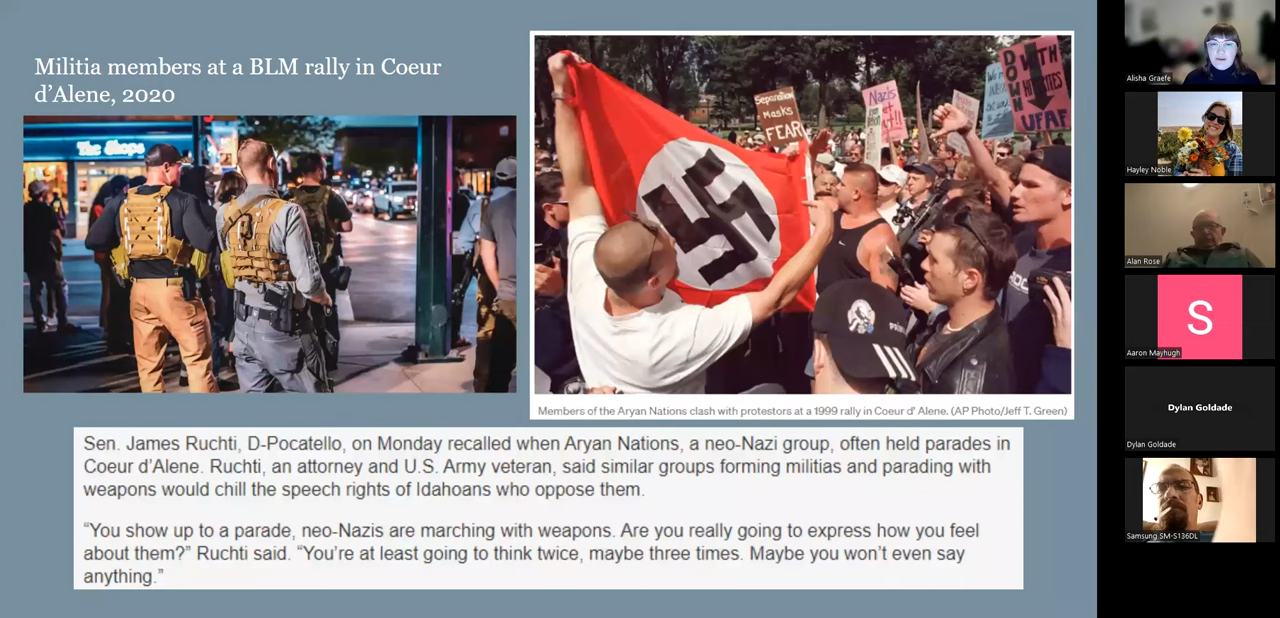 Militia members at a BLM rally in Coeur
d’Alene, 2020
The Shops
Separation
Masks
FEAR
Nazis
DOWN
WITH
UFAF
Members of the Aryan Nations clash with protestors at a 1999 rally in Coeur d’ Alene. (AP Photo/Jeff T. Green)
Sen. James Ruchti, D-Pocatello, on Monday recalled when Aryan Nations, a neo-Nazi group, often held parades in
Coeur d’Alene. Ruchti, an attorney and U.S. Army veteran, said similar groups forming militias and parading with
weapons would chill the speech rights of Idahoans who oppose them.
“You show up to a parade, neo-Nazis are marching with weapons. Are you really going to express how you feel
about them?” Ruchti said. “You’re at least going to think twice, maybe three times. Maybe you won’t even say
anything.”
Alisha Graefe
Hayley Noble
Alan Rose
S
Aaron Mayhugh
Dylan Goldade
Dylan Goldade
Samsung SM-S136DL